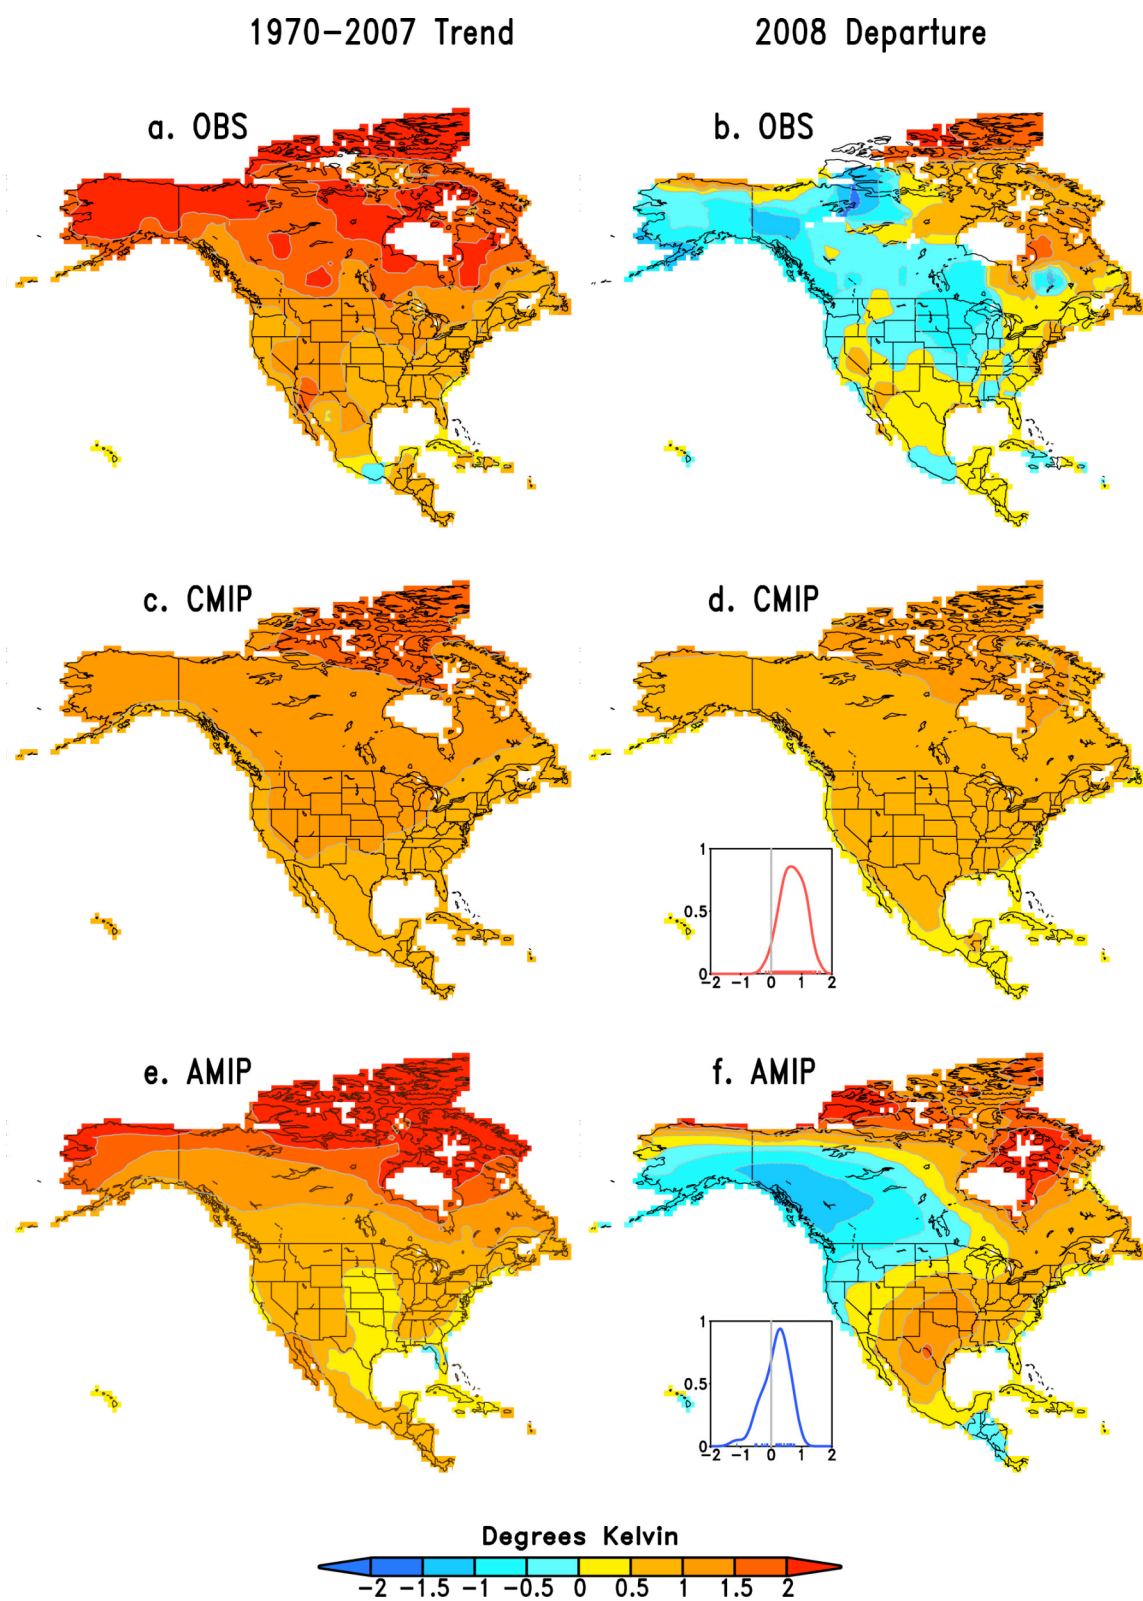 1970-2007 Trend
2008 Departure
a. OBS
b. OBS
c. CMIP
d. CMIP
1
0.5
0
-2 -1 0 1 2
e. AMIP
f. AMIP
1
0.5
0
-2 -1 0 1 2
Degrees Kelvin
-2 -1.5 -1 -0.5 0 0.5 1 1.5 2